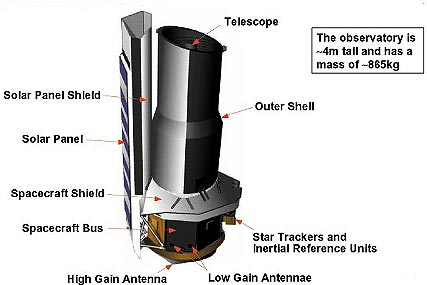 Telescope
The observatory is
~4m tall and has a
mass of ~865kg
Solar Panel Shield
Outer Shell
Solar Panel
Spacecraft Shield
Spacecraft Bus
Star Trackers and
Inertial Reference Units
High Gain Antenna
Low Gain Antennae